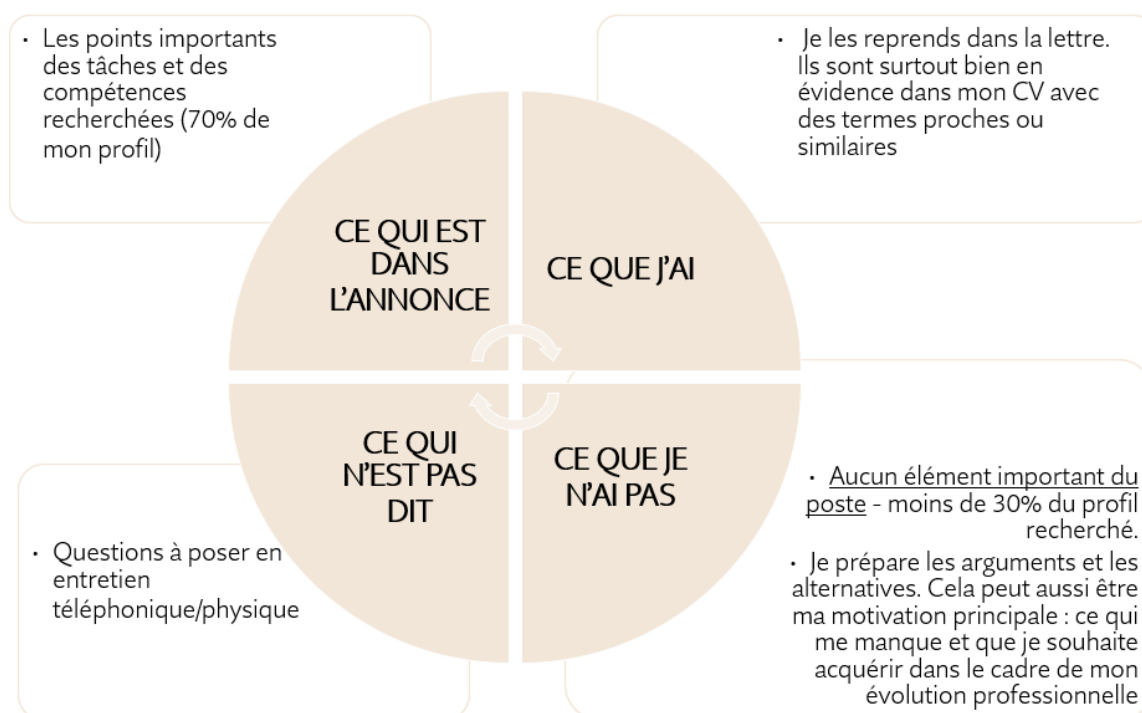 • Les points importants
des tâches et des
compétences
recherchées (70% de
mon profil)
• Je les reprends dans la lettre.
Ils sont surtout bien en
évidence dans mon CV avec
des termes proches ou
similaires
CE QUI EST
DANS
L’ANNONCE
CE QUE J’AI
CE QUI
N’EST PAS
DIT
CE QUE JE
N’AI PAS
• Questions à poser en
entretien
téléphonique/physique
• Aucun élément important du
poste - moins de 30% du profil
recherché.
• Je prépare les arguments et les
alternatives. Cela peut aussi être
ma motivation principale : ce qui
me manque et que je souhaite
acquérir dans le cadre de mon
évolution professionnelle